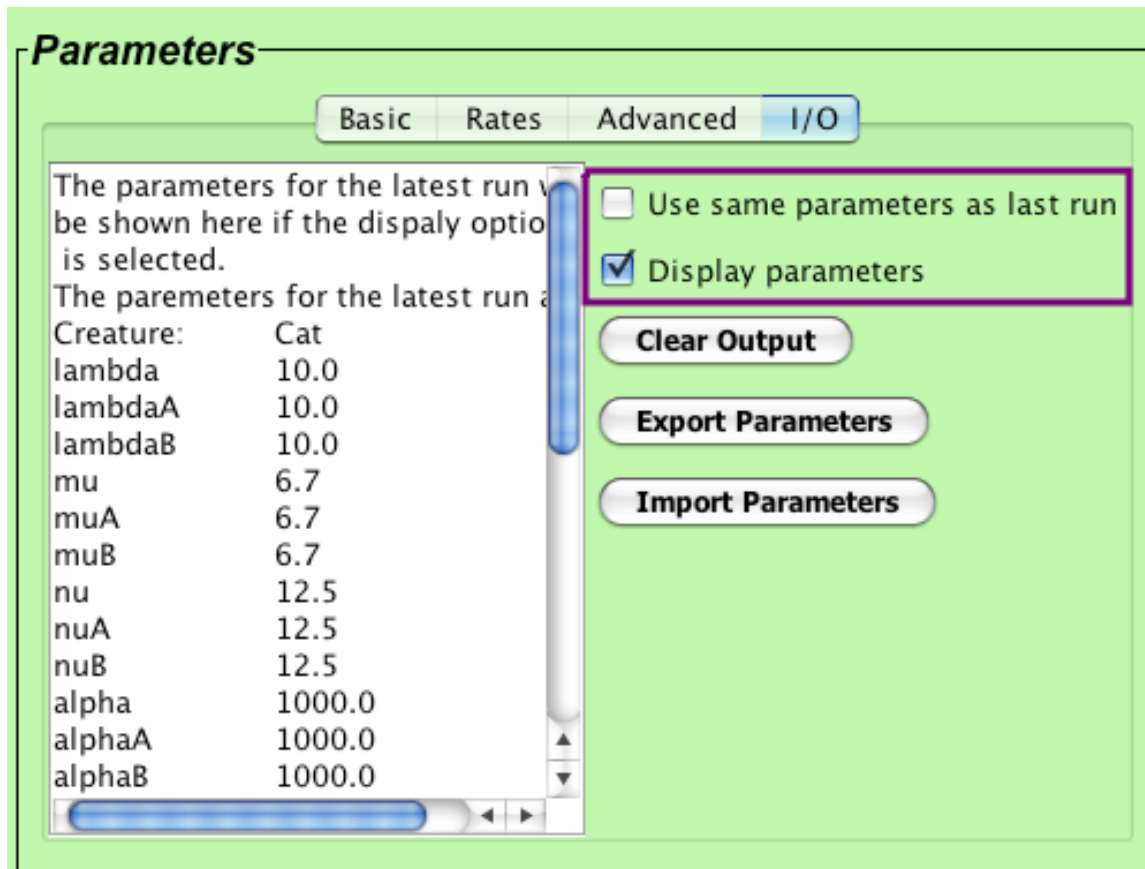 Parameters
Basic Rates Advanced I/O
The parameters for the latest run
be shown here if the dispaly optio
is selected.
The paremeters for the latest run
Creature: Cat
lambda 10.0
lambdaA 10.0
lambdaB 10.0
mu 6.7
muA 6.7
muB 6.7
nu 12.5
nuA 12.5
nuB 12.5
alpha 1000.0
alphaA 1000.0
alphaB 1000.0
Use same parameters as last run
Display parameters
Clear Output
Export Parameters
Import Parameters